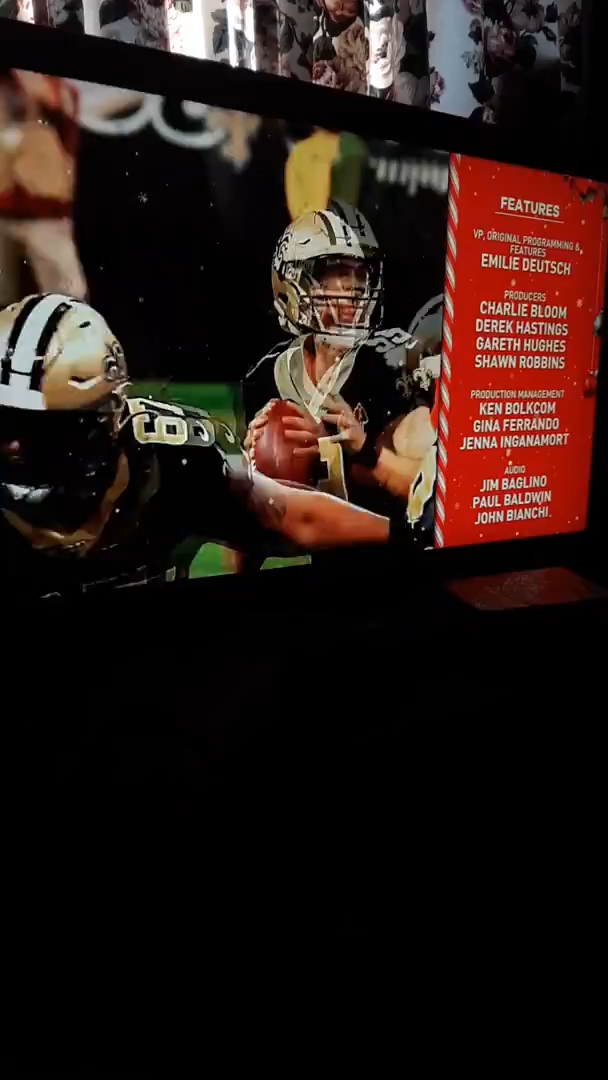 FEATURES
VP, ORIGINAL PROGRAMMING &
FEATURES
EMILIE DEUTSCH
PRODUCERS
CHARLIE BLOOM
DEREK HASTINGS
GARETH HUGHES
SHAWN ROBBINS
PRODUCTION MANAGEMENT
KEN BOLKCOM
GINA FERRANDO
JENNA INGANAMORT
AUDIO
JIM BAGLINO
PAUL BALDWIN
JOHN BIANCHI